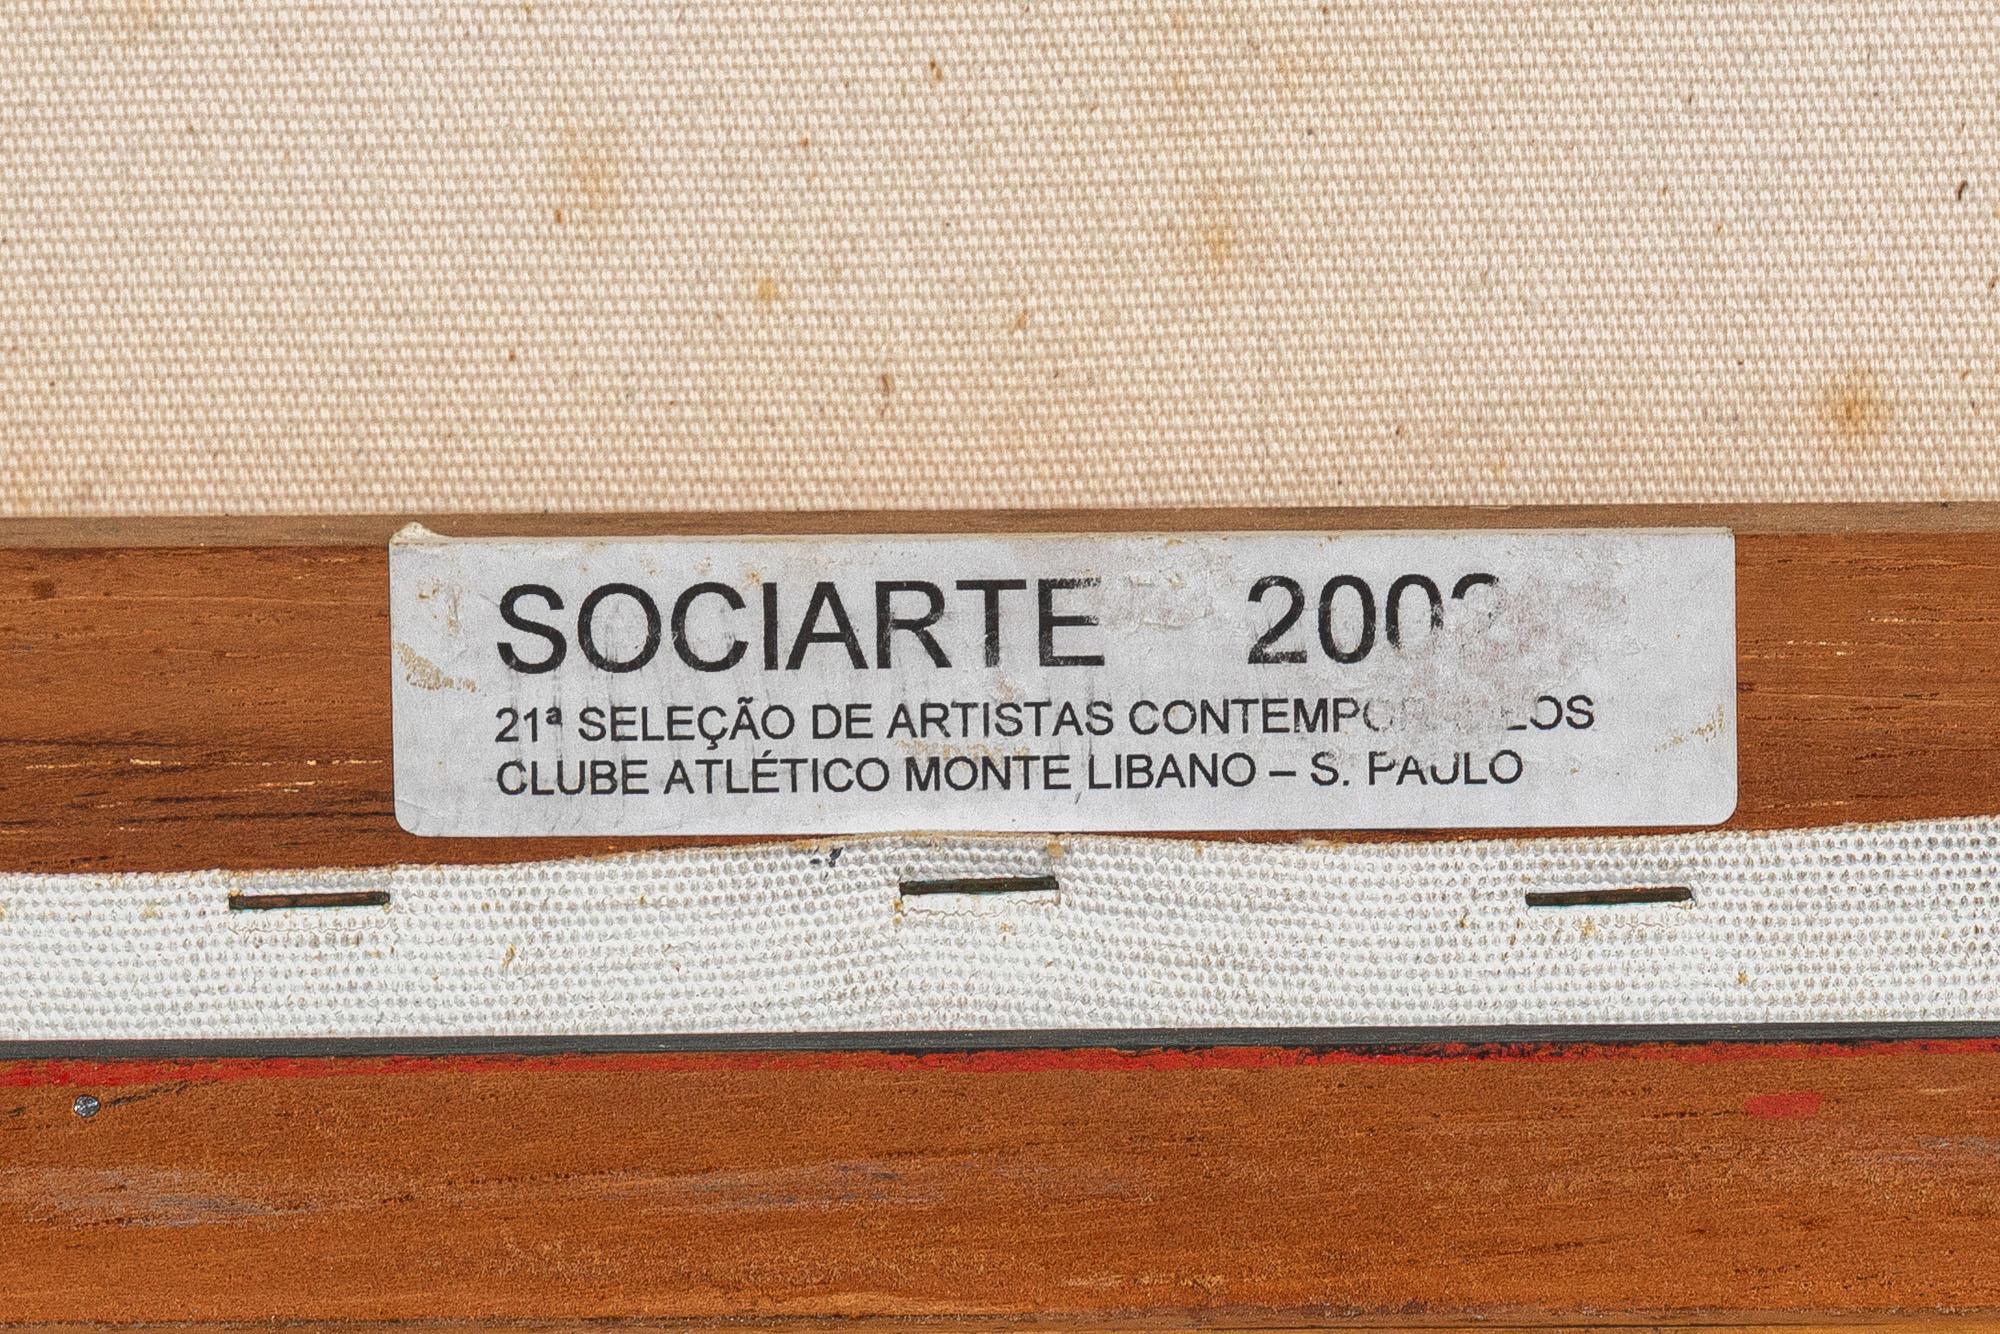 SOCIARTE
21ª SELEÇÃO DE ARTISTAS
CLUBE ATLÉTICO MONTE LIBANO – S. PAULO